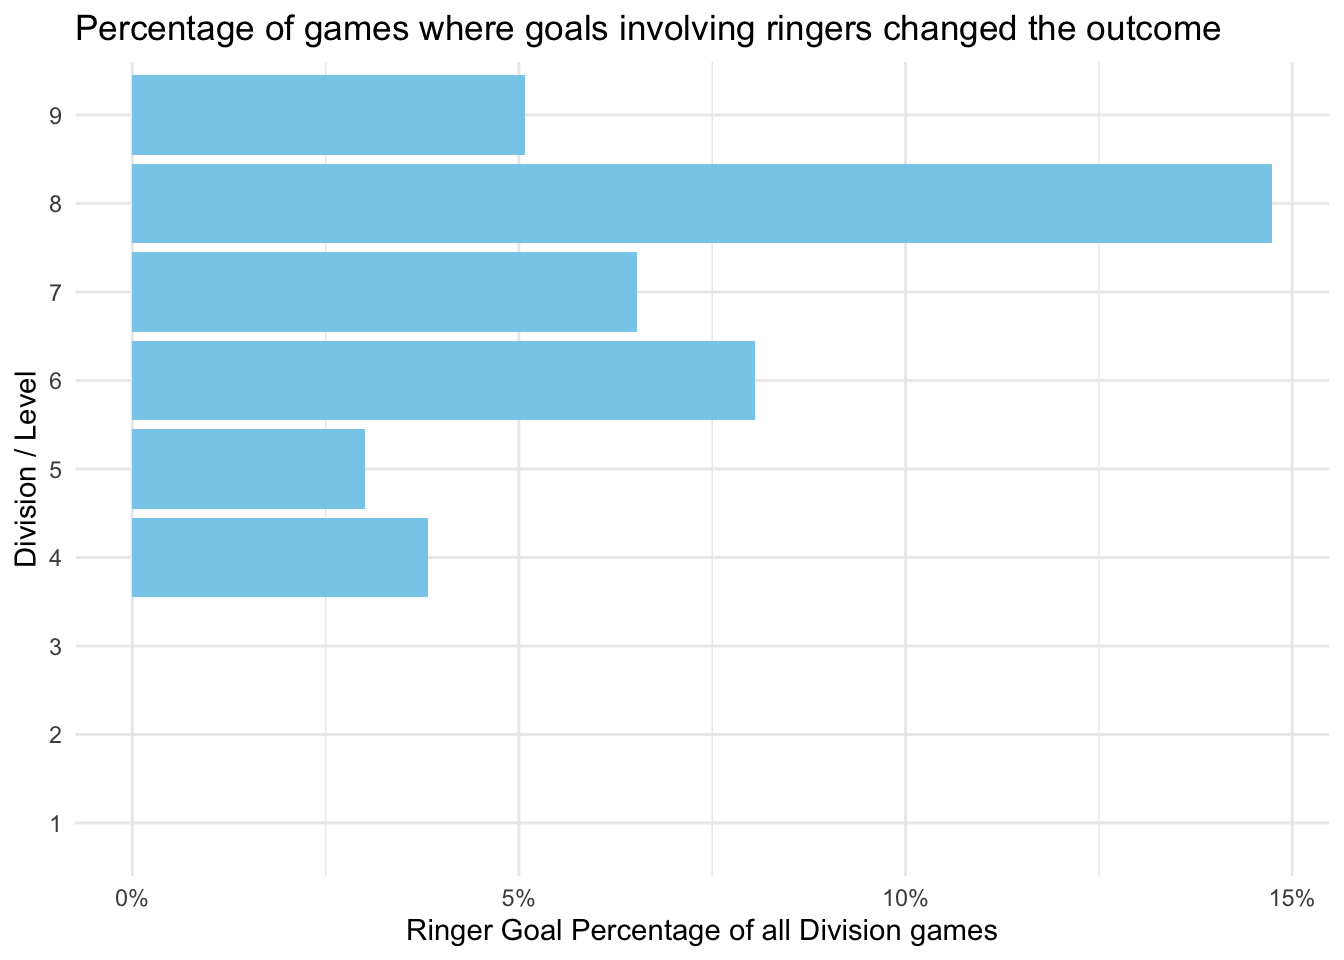 Percentage of games where goals involving ringers changed the outcome
Division / Level
9
8
7
6
5
4
3
2
1
0% 5% 10% 15%
Ringer Goal Percentage of all Division games